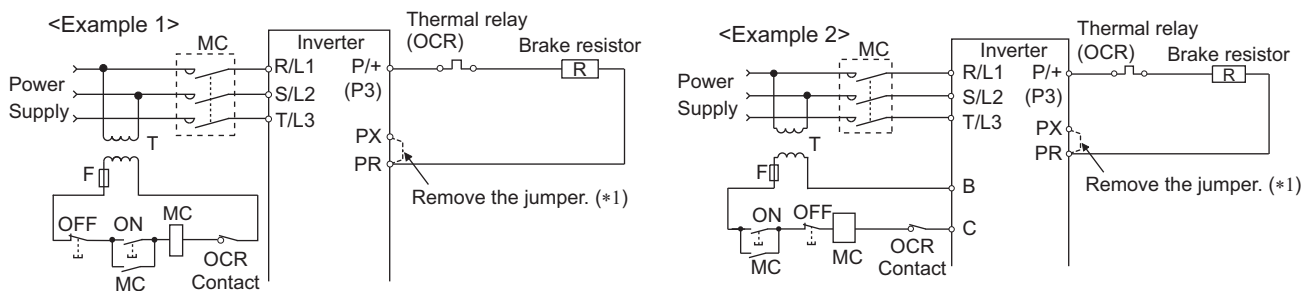 <Example 1>
MC
Power
Supply
T
F
OFF
ON
MC
MC
OCR
Contact
Inverter
R/L1
S/L2
T/L3
P/+
(P3)
PX
PR
Thermal relay
(OCR)
Brake resistor
R
Remove the jumper. (*1)
<Example 2>
MC
Power
Supply
T
F
ON
OFF
MC
MC
OCR
Contact
Inverter
R/L1
S/L2
T/L3
B
C
P/+
(P3)
PX
PR
Thermal relay
(OCR)
Brake resistor
R
Remove the jumper. (*1)